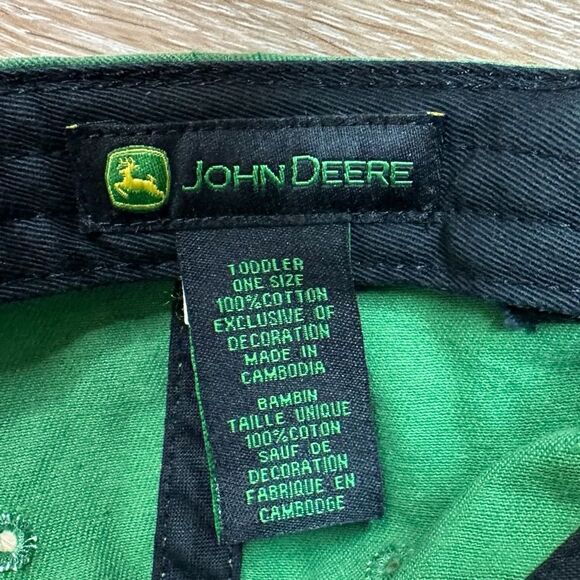 JOHN DEERE
TODDLER
ONE SIZE
100%COTTON
EXCLUSIVE OF
DECORATION
MADE IN
CAMBODIA
BAMBIN
TAILLE UNIQUE
100%COTON
SAUF DE
DECORATION
FABRIQUE EN
CAMBODGE